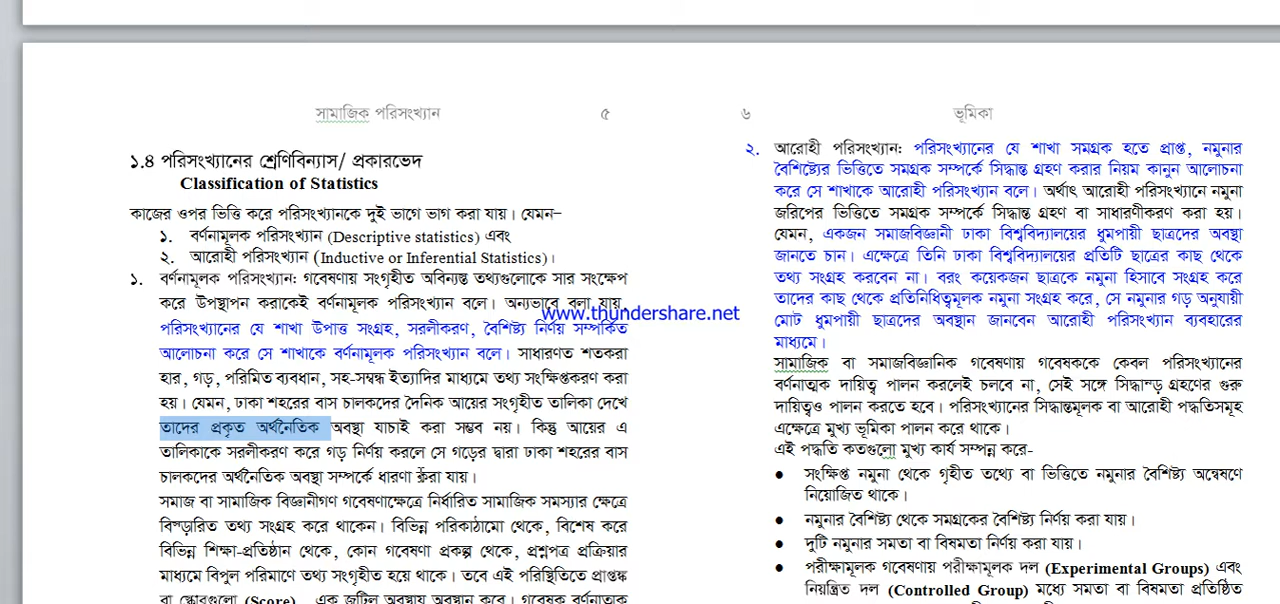 সামাজিক পরিসংখ্যান ৫
১.৪ পরিসংখ্যানের শ্রেণিবিন্যাস/ প্রকারভেদ
Classification of Statistics
কাজের ওপর ভিত্তি করে পরিসংখ্যানকে দুই ভাগে ভাগ করা যায়। যেমন–
১. বর্ণনামূলক পরিসংখ্যান (Descriptive statistics) এবং
২. আরোহী পরিসংখ্যান (Inductive or Inferential Statistics)।
১. বর্ণনামূলক পরিসংখ্যান: গবেষণায় সংগৃহীত অবিন্যস্ত তথ্যগুলোকে সার সংক্ষেপ
করে উপস্থাপন করাকেই বর্ণনামূলক পরিসংখ্যান বলে। অন্যভাবে বলা যায়,
www.thundershare.net
পরিসংখ্যানের যে শাখা উপাত্ত সংগ্রহ, সরলীকরণ, বৈশিষ্ট্য নির্ণয় সম্পর্কিত
আলোচনা করে সে শাখাকে বর্ণনামূলক পরিসংখ্যান বলে। সাধারণত শতকরা
হার, গড়, পরিমিত ব্যবধান, সহ-সম্বন্ধ ইত্যাদির মাধ্যমে তথ্য সংক্ষিপ্তকরণ করা
হয়। যেমন, ঢাকা শহরের বাস চালকদের দৈনিক আয়ের সংগৃহীত তালিকা দেখে
তাদের প্রকৃত অর্থনৈতিক অবস্থা যাচাই করা সম্ভব নয়। কিন্তু আয়ের এ
তালিকাকে সরলীকরণ করে গড় নির্ণয় করলে সে গড়ের দ্বারা ঢাকা শহরের বাস
চালকদের অর্থনৈতিক অবস্থা সম্পর্কে ধারণা করা যায়।
সমাজ বা সামাজিক বিজ্ঞানীগণ গবেষণাক্ষেত্রে নির্ধারিত সামাজিক সমস্যার ক্ষেত্রে
বিস্ড়ারিত তথ্য সংগ্রহ করে থাকেন। বিভিন্ন পরিকাঠামো থেকে, বিশেষ করে
বিভিন্ন শিক্ষা-প্রতিষ্ঠান থেকে, কোন গবেষণা প্রকল্প থেকে, প্রশ্নপত্র প্রক্রিয়ার
মাধ্যমে বিপুল পরিমাণে তথ্য সংগৃহীত হয়ে থাকে। তবে এই পরিস্থিতিতে প্রাপ্তঙ্ক
বা স্কোরগুলো (Score) এক জটিল অবস্থায় অবস্থান করে। গবেষক বর্ণনাত্মক
৬ ভূমিকা
২. আরোহী পরিসংখ্যান: পরিসংখ্যানের যে শাখা সমগ্রক হতে প্রাপ্ত, নমুনার
বৈশিষ্ট্যের ভিত্তিতে সমগ্রক সম্পর্কে সিদ্ধান্ত গ্রহণ করার নিয়ম কানুন আলোচনা
করে সে শাখাকে আরোহী পরিসংখ্যান বলে। অর্থাৎ আরোহী পরিসংখ্যানে নমুনা
জরিপের ভিত্তিতে সমগ্রক সম্পর্কে সিদ্ধান্ত গ্রহণ বা সাধারণীকরণ করা হয়।
যেমন, একজন সমাজবিজ্ঞানী ঢাকা বিশ্ববিদ্যালয়ের ধুমপায়ী ছাত্রদের অবস্থা
জানতে চান। এক্ষেত্রে তিনি ঢাকা বিশ্ববিদ্যালয়ের প্রতিটি ছাত্রের কাছ থেকে
তথ্য সংগ্রহ করবেন না। বরং কয়েকজন ছাত্রকে নমুনা হিসাবে সংগ্রহ করে
তাদের কাছ থেকে প্রতিনিধিত্বমূলক নমুনা সংগ্রহ করে, সে নমুনার গড় অনুযায়ী
মোট ধুমপায়ী ছাত্রদের অবস্থান জানবেন আরোহী পরিসংখ্যান ব্যবহারের
মাধ্যমে।
সামাজিক বা সমাজবিজ্ঞানিক গবেষণায় গবেষককে কেবল পরিসংখ্যানের
বর্ণনাত্মক দায়িত্ব পালন করলেই চলবে না, সেই সঙ্গে সিদ্ধাস্ড় গ্রহণের গুরু
দায়িত্বও পালন করতে হবে। পরিসংখ্যানের সিদ্ধান্তমূলক বা আরোহী পদ্ধতিসমূহ
এক্ষেত্রে মুখ্য ভূমিকা পালন করে থাকে।
এই পদ্ধতি কতগুলো মুখ্য কার্য সম্পন্ন করে-
● সংক্ষিপ্ত নমুনা থেকে গৃহীত তথ্যে বা ভিত্তিতে নমুনার বৈশিষ্ট্য অন্বেষণে
নিয়োজিত থাকে।
● নমুনার বৈশিষ্ট্য থেকে সমগ্রকের বৈশিষ্ট্য নির্ণয় করা যায়।
● দুটি নমুনার সমতা বা বিষমতা নির্ণয় করা যায়।
● পরীক্ষামূলক গবেষণায় পরীক্ষামূলক দল (Experimental Groups) এবং
নিয়ন্ত্রিত দল (Controlled Group) মধ্যে সমতা বা বিষমতা প্রতিষ্ঠিত